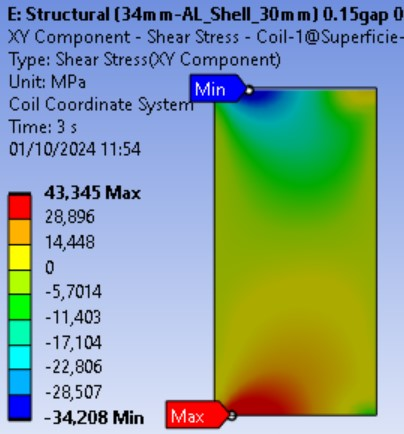 E: Structural (34mm-AL_Shell_30mm) 0.15gap 0
XY Component - Shear Stress - Coil-1@Superficie-
Type: Shear Stress(XY Component)
Unit: MPa
Coil Coordinate System
Time: 3 s
01/10/2024 11:54
Min
43,345 Max
28,896
14,448
0
-5,7014
-11,403
-17,104
-22,806
-28,507
-34,208 Min
Max